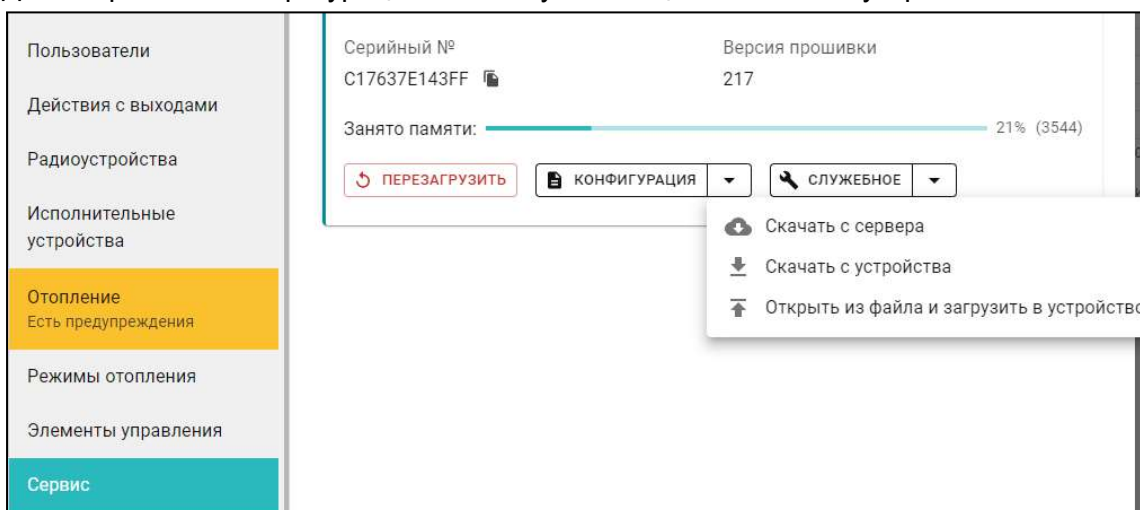 Пользователи
Действия с выходами
Радиоустройства
Исполнительные
устройства
Отопление
Есть предупреждения
Режимы отопления
Элементы управления
Сервис
Серийный № Версия прошивки
C17637E143FF 217
Занято памяти: 21% (3544)
ПЕРЕЗАГРУЗИТЬ КОНФИГУРАЦИЯ СЛУЖЕБНОЕ
Скачать с сервера
Скачать с устройства
Открыть из файла и загрузить в устройство